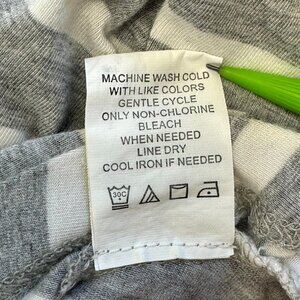 MACHINE WASH COLD
WITH LIKE COLORS
GENTLE CYCLE
ONLY NON-CHLORINE
BLEACH
WHEN NEEDED
LINE DRY
COOL IRON IF NEEDED
30C